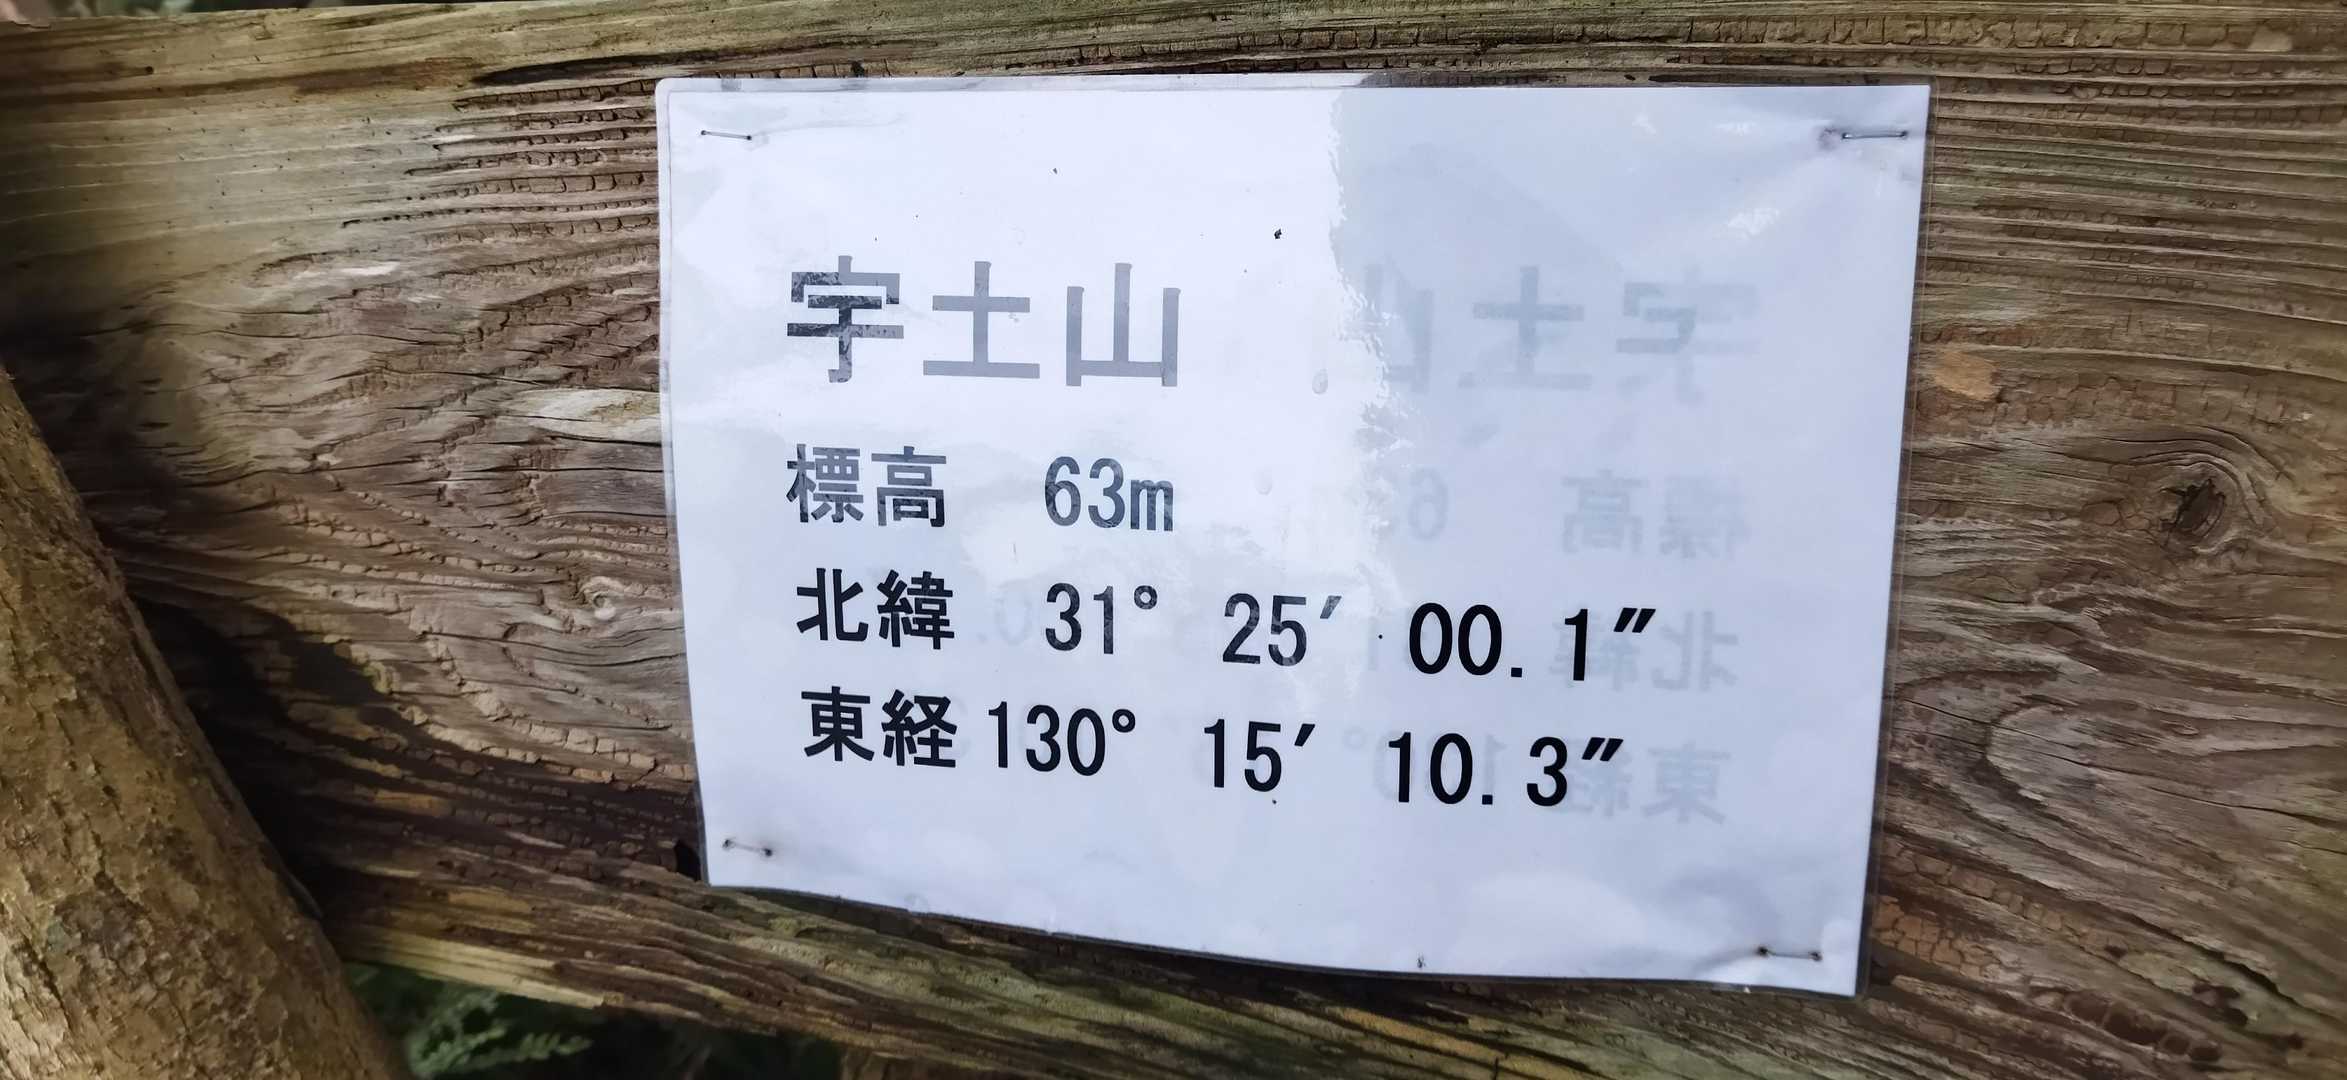 宇土山
標高 63m
北緯 31° 25′ 00.1″
東経 130° 15′ 10.3″